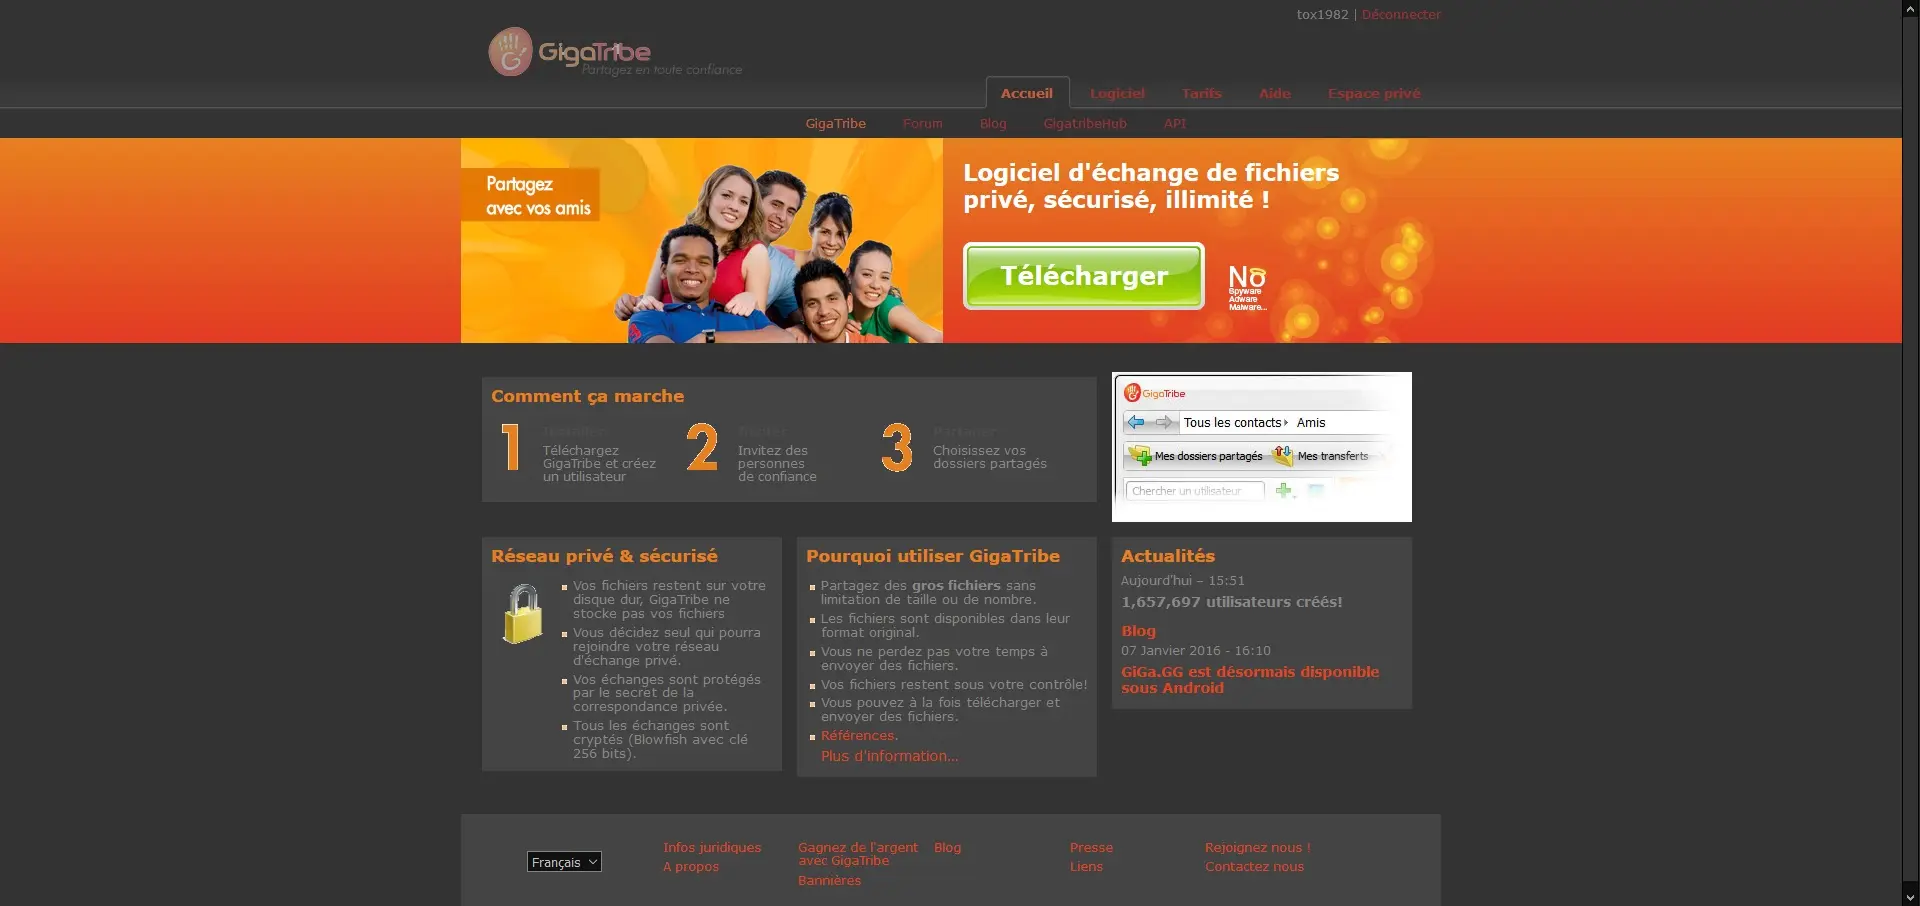 tox1982 | Déconnecter
GigaTribe
Partagez en toute confiance
Accueil Logiciel Tarifs Aide Espace privé
GigaTribe Forum Blog GigatribeHub API
Partagez
avec vos amis
Logiciel d'échange de fichiers
privé, sécurisé, illimité !
Télécharger
No
Spyware
Adware
Malware...
Comment ça marche
1
Téléchargez
GigaTribe et créez
un utilisateur
2
Invitez des
personnes
de confiance
3
Choisissez vos
dossiers partagés
GigaTribe
Tous les contacts Amis
Mes dossiers partagés Mes transferts
Chercher un utilisateur
Réseau privé & sécurisé
Vos fichiers restent sur votre
disque dur, GigaTribe ne
stocke pas vos fichiers
Vous décidez seul qui pourra
rejoindre votre réseau
d'échange privé.
Vos échanges sont protégés
par le secret de la
correspondance privée.
Tous les échanges sont
cryptés (Blowfish avec clé
256 bits).
Pourquoi utiliser GigaTribe
Partagez des gros fichiers sans
limitation de taille ou de nombre.
Les fichiers sont disponibles dans leur
format original.
Vous ne perdez pas votre temps à
envoyer des fichiers.
Vos fichiers restent sous votre contrôle!
Vous pouvez à la fois télécharger et
envoyer des fichiers.
Références.
Plus d'information...
Actualités
Aujourd'hui – 15:51
1,657,697 utilisateurs créés!
Blog
07 Janvier 2016 - 16:10
GiGa.GG est désormais disponible
sous Android
Français
Infos juridiques
A propos
Gagnez de l'argent
avec GigaTribe
Bannières
Blog
Presse
Liens
Rejoignez nous !
Contactez nous